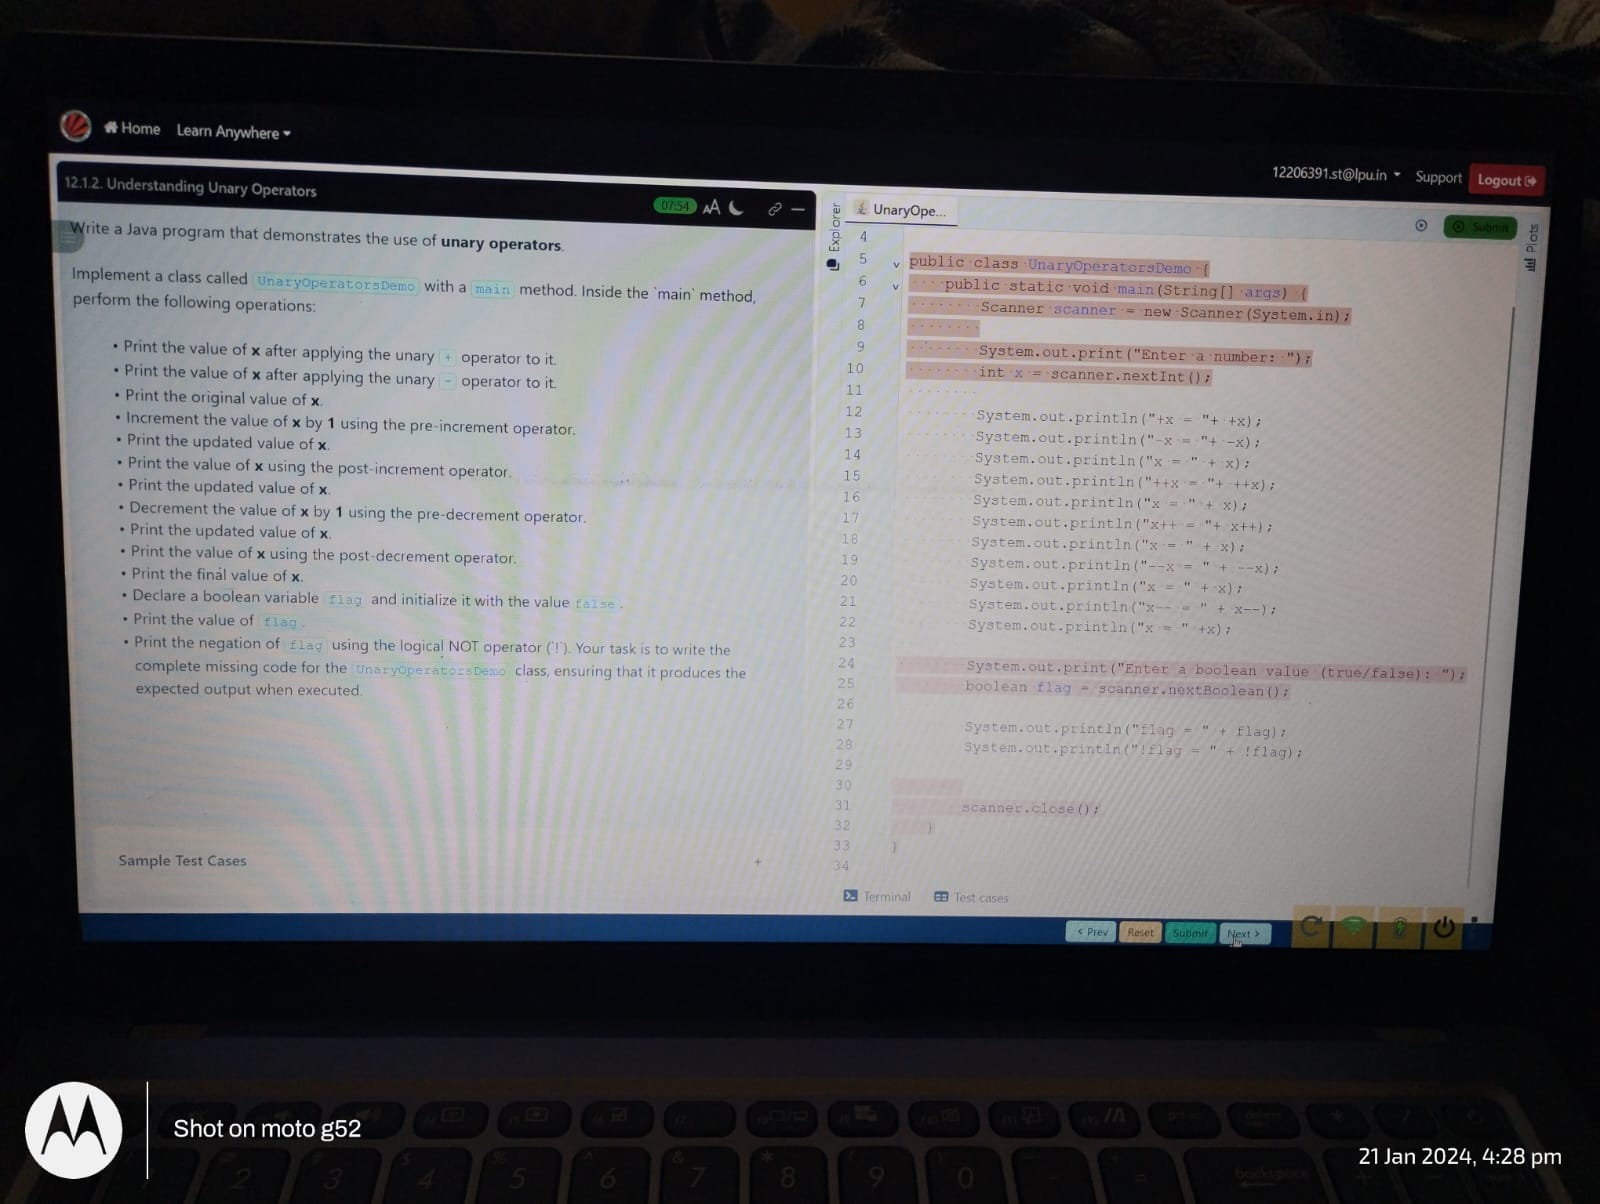 Home Learn Anywhere
12206391.st@lpu.in Support Logout
12.1.2. Understanding Unary Operators
07:54 AA
Write a Java program that demonstrates the use of unary operators.
Implement a class called UnaryOperatorsDemo with a main method. Inside the `main` method,
perform the following operations:
• Print the value of x after applying the unary + operator to it.
• Print the value of x after applying the unary - operator to it.
• Print the original value of x.
• Increment the value of x by 1 using the pre-increment operator.
• Print the updated value of x.
• Print the value of x using the post-increment operator.
• Print the updated value of x.
• Decrement the value of x by 1 using the pre-decrement operator.
• Print the updated value of x.
• Print the value of x using the post-decrement operator.
• Print the final value of x.
• Declare a boolean variable flag and initialize it with the value false.
• Print the value of flag.
• Print the negation of flag using the logical NOT operator (`!`). Your task is to write the
complete missing code for the UnaryOperatorsDemo class, ensuring that it produces the
expected output when executed.
Sample Test Cases +
Explorer
UnaryOpe...
Submit
Plots
4
5 public class UnaryOperatorsDemo {
6 public static void main(String[] args) {
7 Scanner scanner = new Scanner(System.in);
8
9 System.out.print("Enter a number: ");
10 int x = scanner.nextInt();
11
12 System.out.println("+x = "+ +x);
13 System.out.println("-x = "+ -x);
14 System.out.println("x = " + x);
15 System.out.println("++x = "+ ++x);
16 System.out.println("x = " + x);
17 System.out.println("x++ = "+ x++);
18 System.out.println("x = " + x);
19 System.out.println("--x = " + --x);
20 System.out.println("x = " + x);
21 System.out.println("x-- = " + x--);
22 System.out.println("x = " +x);
23
24 System.out.print("Enter a boolean value (true/false): ");
25 boolean flag = scanner.nextBoolean();
26
27 System.out.println("flag = " + flag);
28 System.out.println("!flag = " + !flag);
29
30
31 scanner.close();
32 }
33 }
34
Terminal Test cases
< Prev Reset Submit Next >
2 3 4 5 6 7 8 9 0
backspace
Shot on moto g52
21 Jan 2024, 4:28 pm